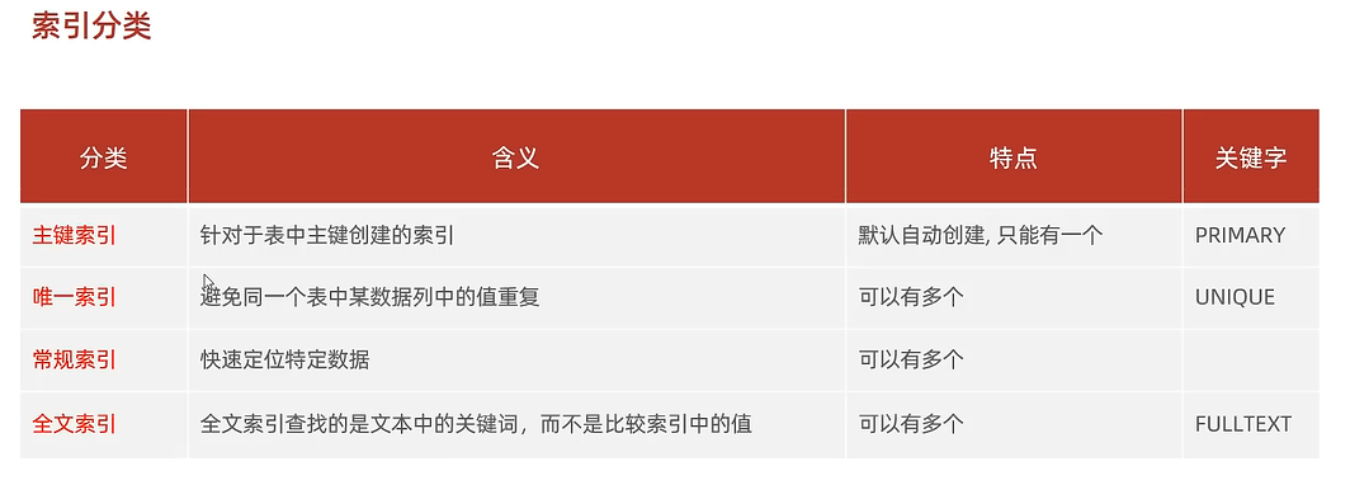 索引分类
分类 含义 特点 关键字
主键索引 针对于表中主键创建的索引 默认自动创建, 只能有一个 PRIMARY
唯一索引 避免同一个表中某数据列中的值重复 可以有多个 UNIQUE
常规索引 快速定位特定数据 可以有多个
全文索引 全文索引查找的是文本中的关键词，而不是比较索引中的值 可以有多个 FULLTEXT